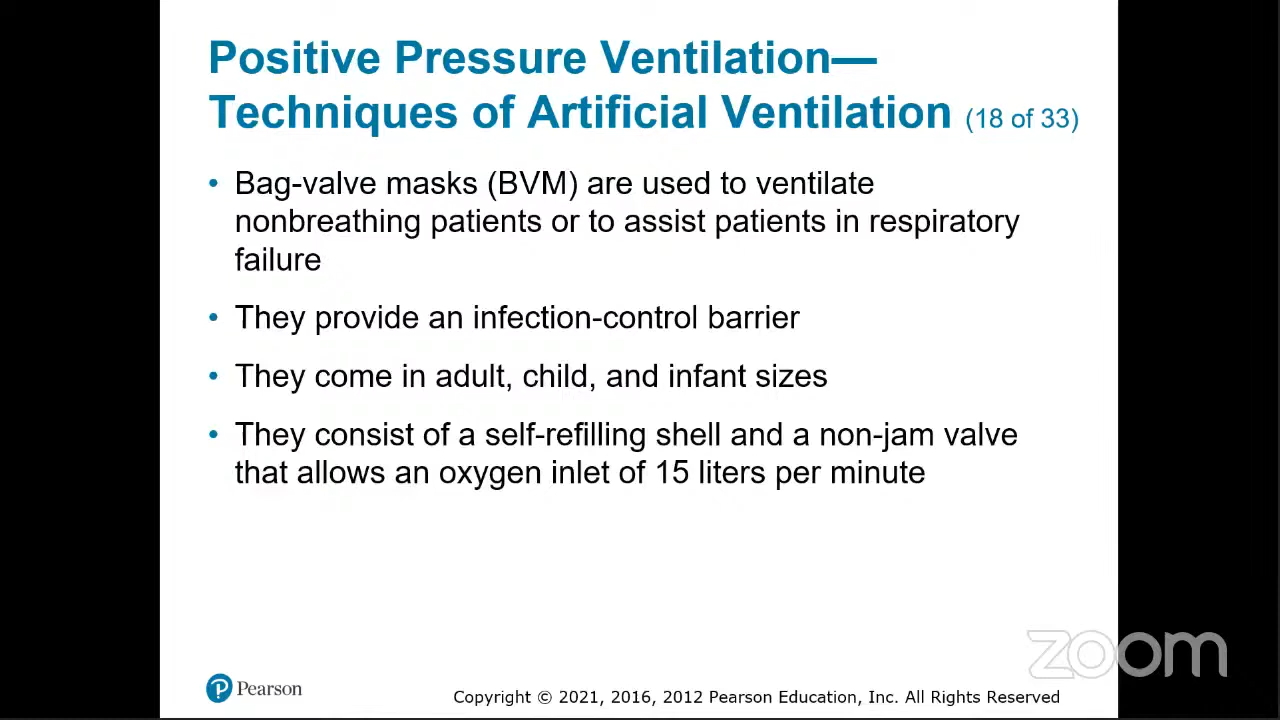 Positive Pressure Ventilation—
Techniques of Artificial Ventilation (18 of 33)
• Bag-valve masks (BVM) are used to ventilate
nonbreathing patients or to assist patients in respiratory
failure
• They provide an infection-control barrier
• They come in adult, child, and infant sizes
• They consist of a self-refilling shell and a non-jam valve
that allows an oxygen inlet of 15 liters per minute
zoom
P Pearson
Copyright © 2021, 2016, 2012 Pearson Education, Inc. All Rights Reserved